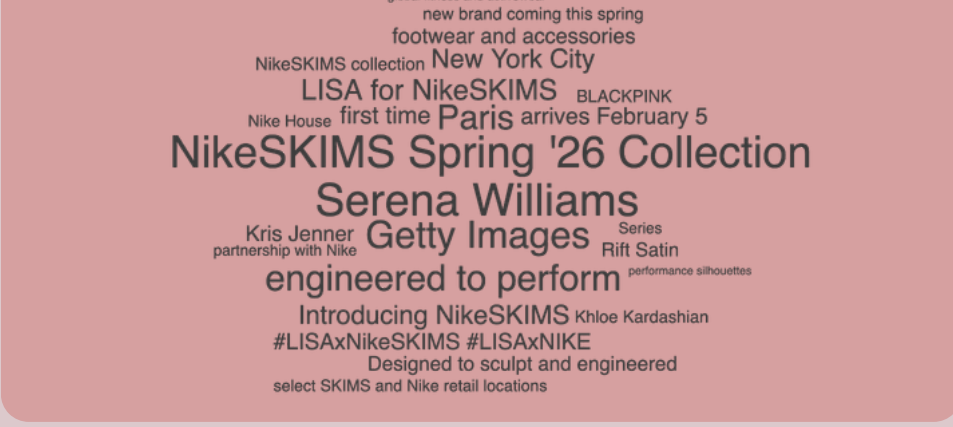 new brand coming this spring
footwear and accessories
NikeSKIMS collection New York City
LISA for NikeSKIMS BLACKPINK
Nike House first time Paris arrives February 5
NikeSKIMS Spring '26 Collection
Serena Williams
Kris Jenner Getty Images Series
partnership with Nike Rift Satin
engineered to perform performance silhouettes
Introducing NikeSKIMS Khloe Kardashian
#LISAxNikeSKIMS #LISAxNIKE
Designed to sculpt and engineered
select SKIMS and Nike retail locations